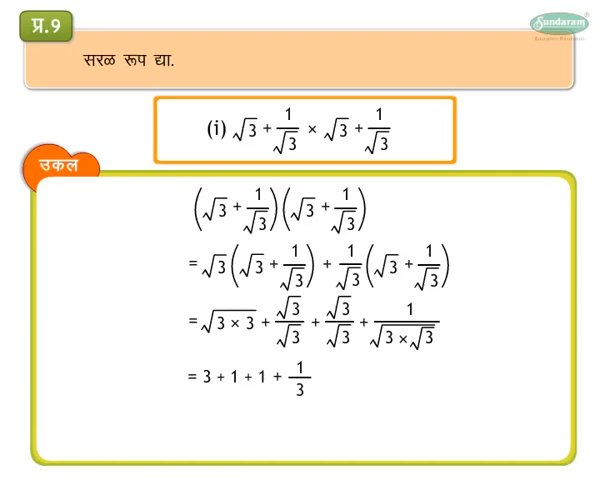 प्र.9
Sundaram
सरळ रूप द्या.
(i) √3 + 1/√3 × √3 + 1/√3
उकल
(√3 + 1/√3)(√3 + 1/√3)
= √3(√3 + 1/√3) + 1/√3(√3 + 1/√3)
= √(3 × 3) + √3/√3 + √3/√3 + 1/√(3 × √3)
= 3 + 1 + 1 + 1/3